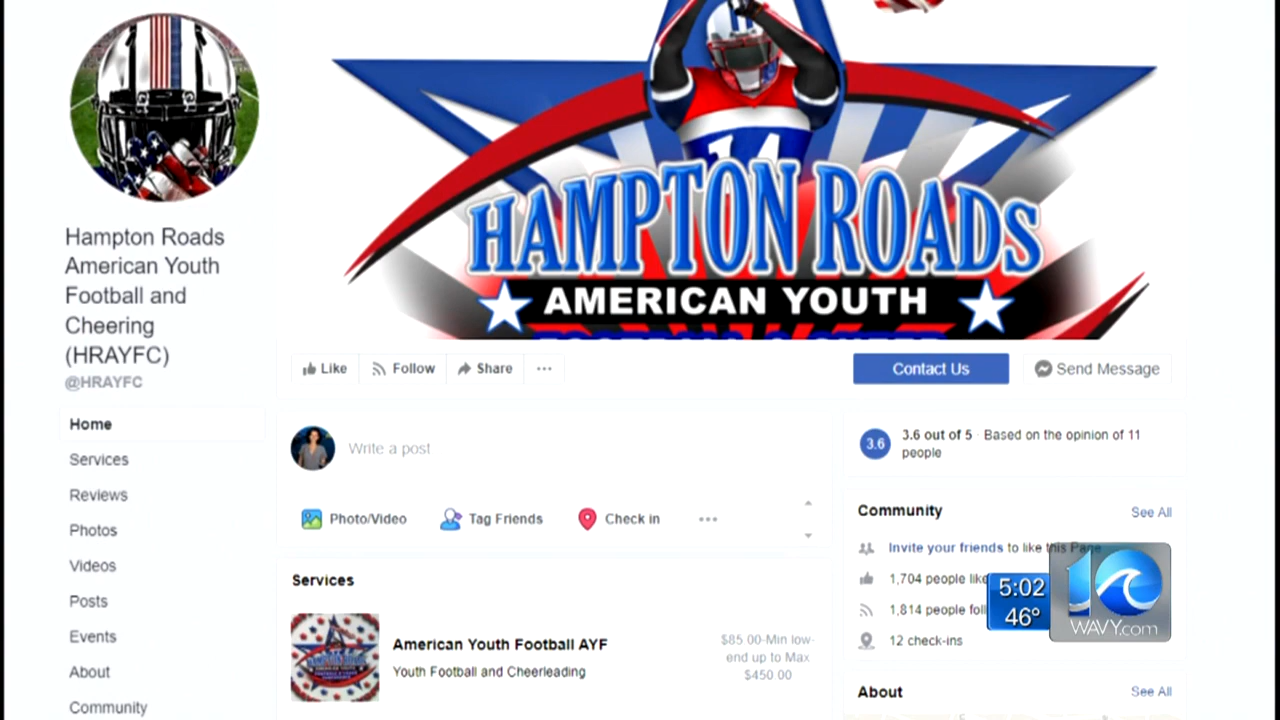 14
HAMPTON ROADS
AMERICAN YOUTH
Hampton Roads
American Youth
Football and
Cheering
(HRAYFC)
@HRAYFC
Like
Follow
Share
...
Contact Us
Send Message
Home
Services
Reviews
Photos
Videos
Posts
Events
About
Community
Write a post
Photo/Video
Tag Friends
Check in
...
Services
HAMPTON ROADS
American Youth Football AYF
Youth Football and Cheerleading
$85.00-Min low-
end up to Max
$450.00
3.6
3.6 out of 5 · Based on the opinion of 11
people
Community
See All
Invite your friends to like this Page
1,704 people like
1,814 people foll
12 check-ins
About
See All
5:02
46°
10
WAVY.com